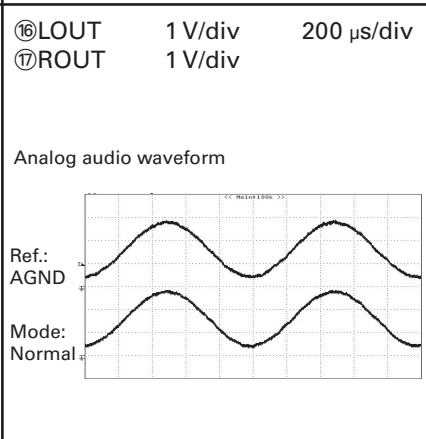 ⑯LOUT 1 V/div 200 µs/div
⑰ROUT 1 V/div
Analog audio waveform
<< Main:100k >>
Ref.:
AGND
Mode:
Normal